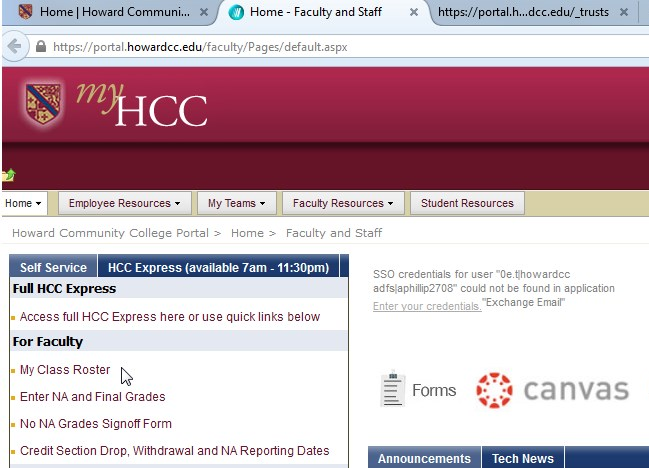 Home | Howard Communi...
Home - Faculty and Staff
https://portal.h...dcc.edu/_trusts
https://portal.howardcc.edu/faculty/Pages/default.aspx
my HCC
Home
Employee Resources
My Teams
Faculty Resources
Student Resources
Howard Community College Portal > Home > Faculty and Staff
Self Service
HCC Express (available 7am - 11:30pm)
Full HCC Express
Access full HCC Express here or use quick links below
For Faculty
My Class Roster
Enter NA and Final Grades
No NA Grades Signoff Form
Credit Section Drop, Withdrawal and NA Reporting Dates
SSO credentials for user "0e.t|howardcc
adfs|aphillip2708" could not be found in application
Enter your credentials."Exchange Email"
Forms
canvas
Announcements
Tech News